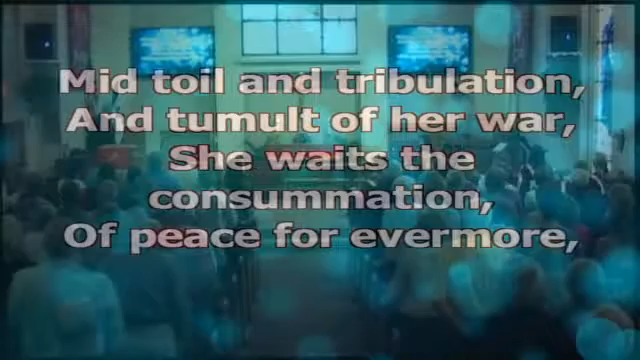 Mid toil and tribulation,
And tumult of her war,
She waits the
consummation,
Of peace for evermore,